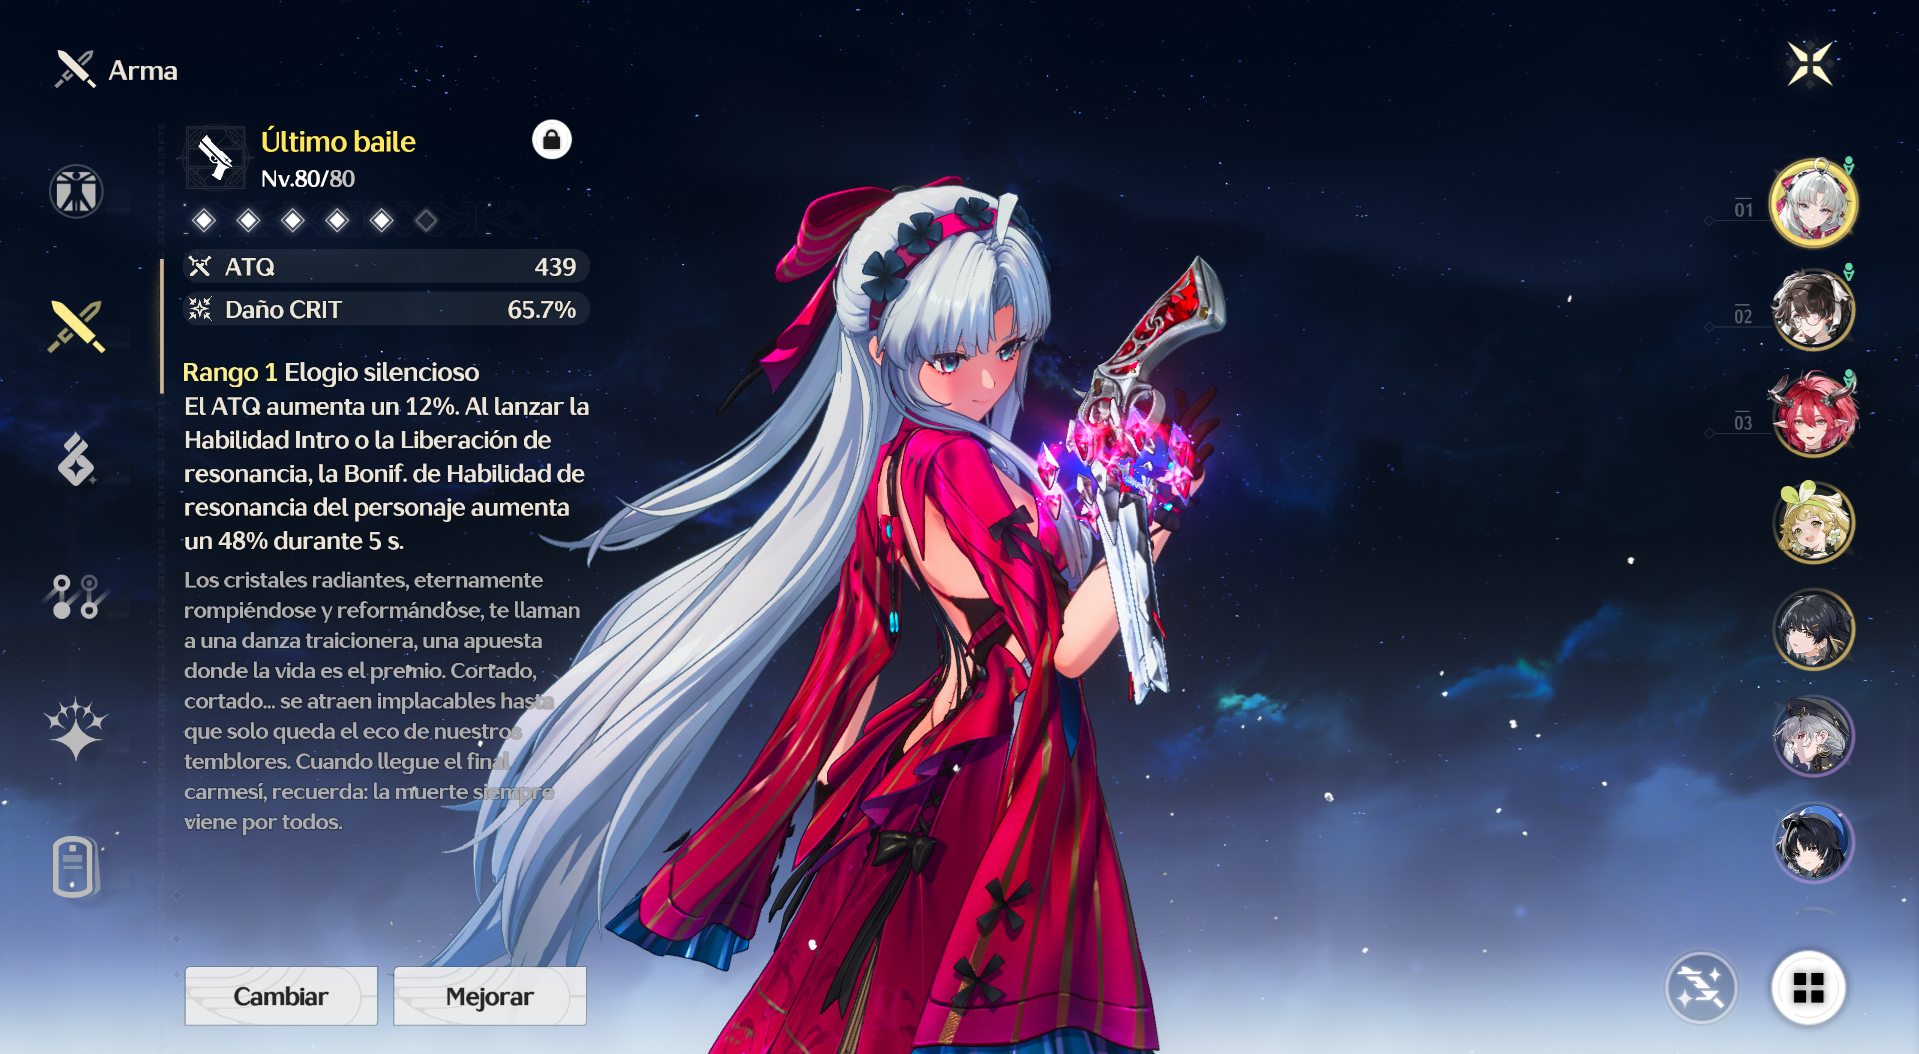 Arma
Último baile
Nv.80/80
ATQ 439
Daño CRIT 65.7%
Rango 1 Elogio silencioso
El ATQ aumenta un 12%. Al lanzar la
Habilidad Intro o la Liberación de
resonancia, la Bonif. de Habilidad de
resonancia del personaje aumenta
un 48% durante 5 s.
Los cristales radiantes, eternamente
rompiéndose y reformándose, te llaman
a una danza traicionera, una apuesta
donde la vida es el premio. Cortado,
cortado... se atraen implacables hasta
que solo queda el eco de nuestros
temblores. Cuando llegue el final
carmesí, recuerda: la muerte siempre
viene por todos.
Cambiar
Mejorar
01
02
03